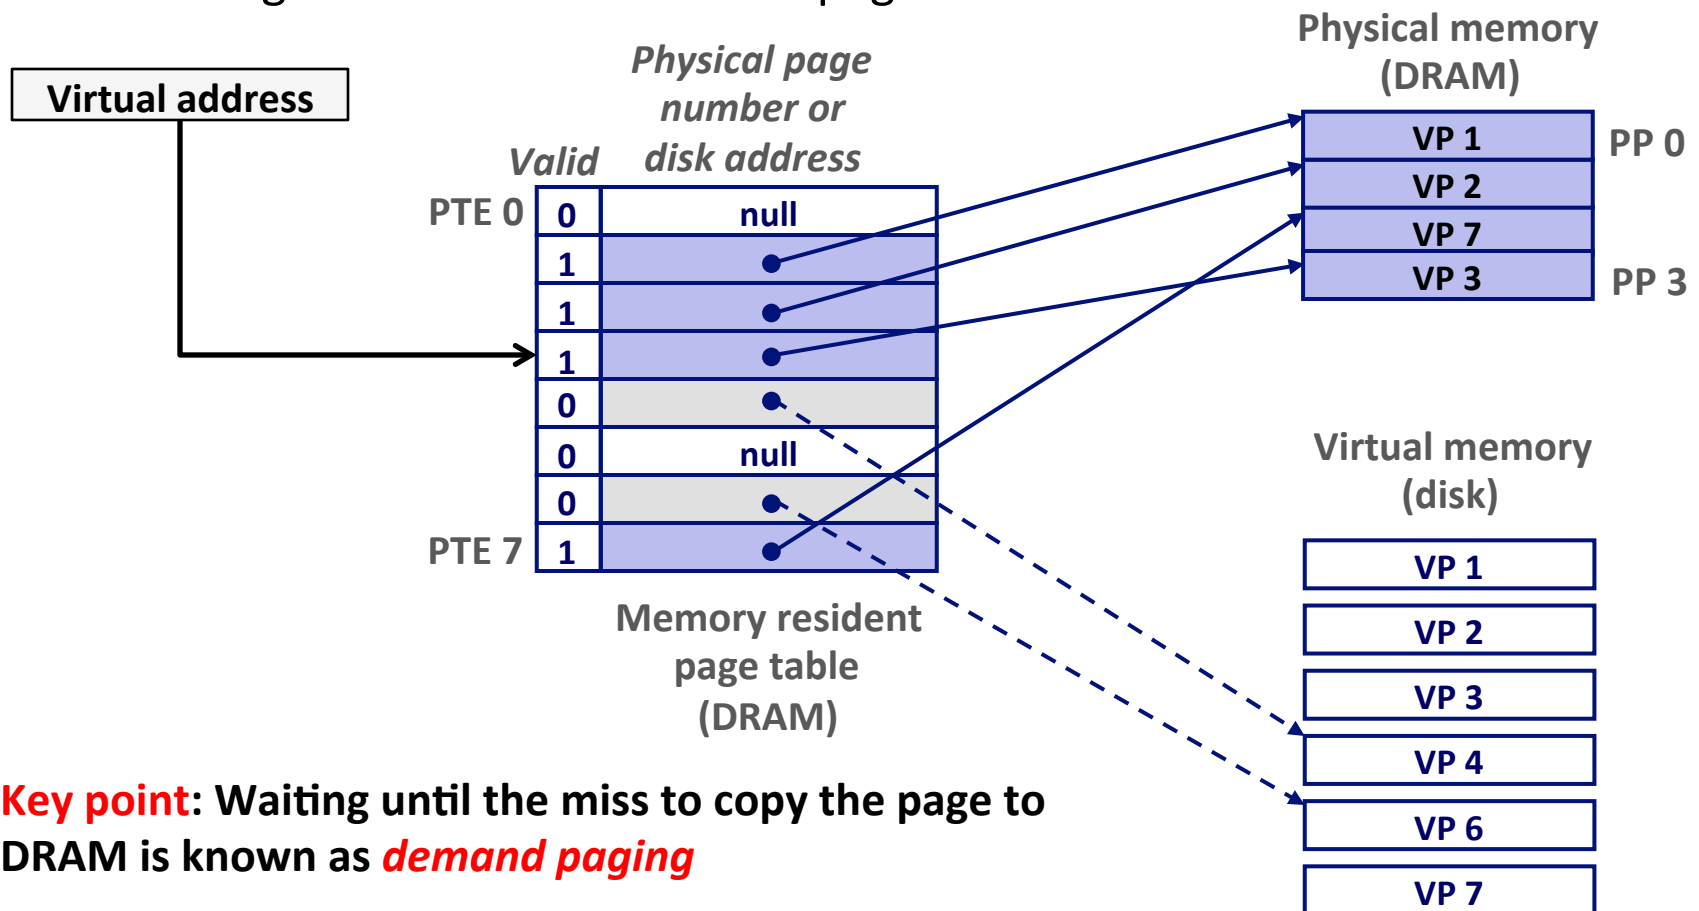 Virtual address
Physical page
number or
disk address
Valid
PTE 0
0 null
1
1
1
0
0 null
0
PTE 7 1
Memory resident
page table
(DRAM)
Physical memory
(DRAM)
VP 1 PP 0
VP 2
VP 7
VP 3 PP 3
Virtual memory
(disk)
VP 1
VP 2
VP 3
VP 4
VP 6
VP 7
Key point: Waiting until the miss to copy the page to
DRAM is known as demand paging